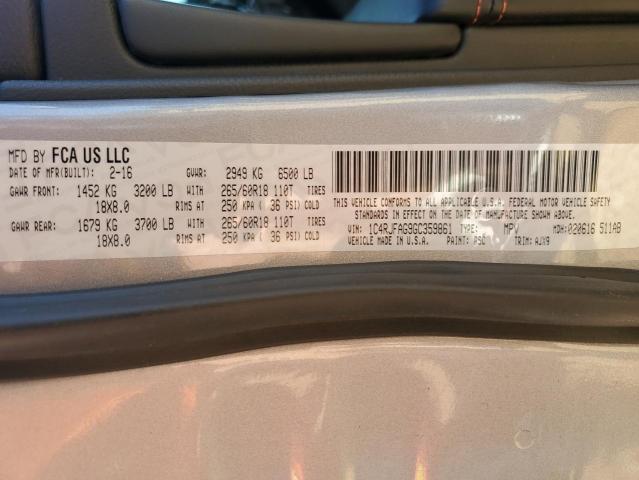 MFD BY FCA US LLC
DATE OF MFR(BUILT): 2-16 GVWR: 2949 KG 6500 LB
GAWR FRONT: 1452 KG 3200 LB WITH 265/60R18 110T TIRES
18X8.0 RIMS AT 250 KPA ( 36 PSI) COLD
GAWR REAR: 1679 KG 3700 LB WITH 265/60R18 110T TIRES
18X8.0 RIMS AT 250 KPA ( 36 PSI) COLD
THIS VEHICLE CONFORMS TO ALL APPLICABLE U.S.A. FEDERAL MOTOR VEHICLE SAFETY
STANDARDS IN EFFECT ON THE DATE OF MANUFACTURE SHOWN ABOVE.
VIN: 1C4RJFAG9GC359861 TYPE: MPV MDH:020616 511AB
VEHICLE MADE IN U.S.A. PAINT: PSC TRIM: AJX9